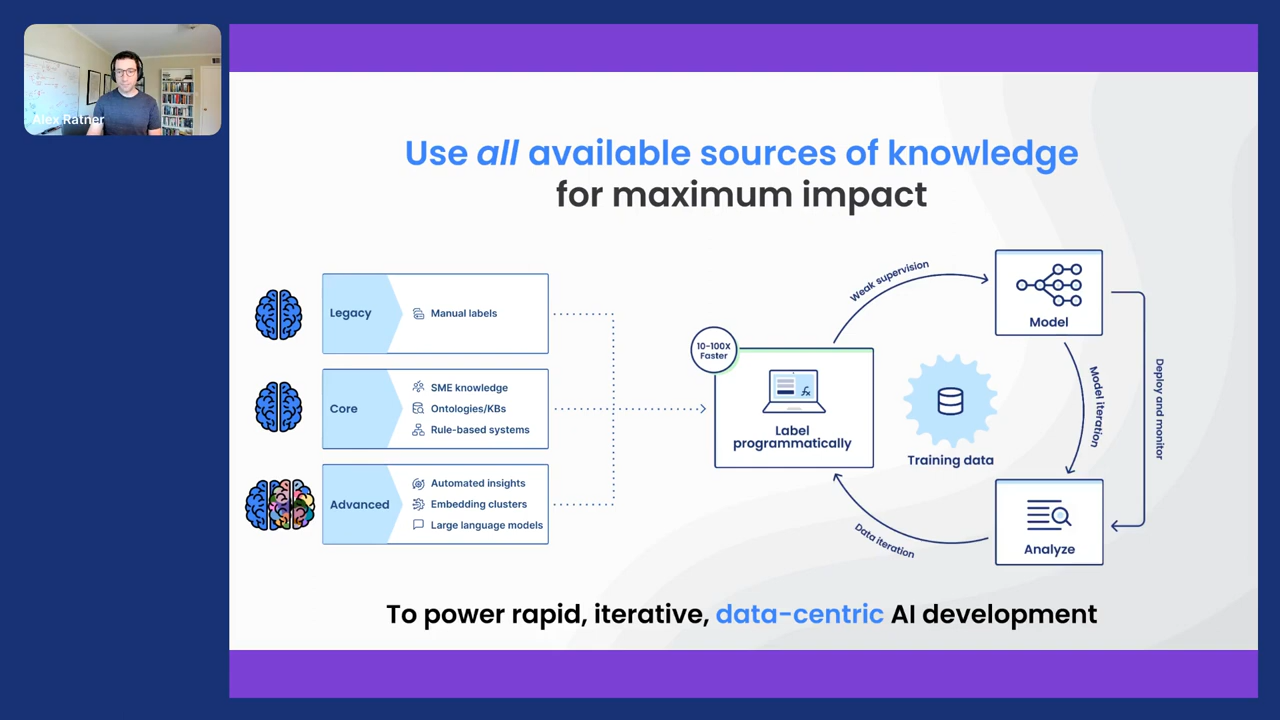 Alex Ratner
Use all available sources of knowledge
for maximum impact
Legacy
Manual labels
Core
SME knowledge
Ontologies/KBs
Rule-based systems
Advanced
Automated insights
Embedding clusters
Large language models
10-100X
Faster
Label
programmatically
Weak supervision
Model
Training data
Model iteration
Deploy and monitor
Analyze
Data iteration
To power rapid, iterative, data-centric AI development